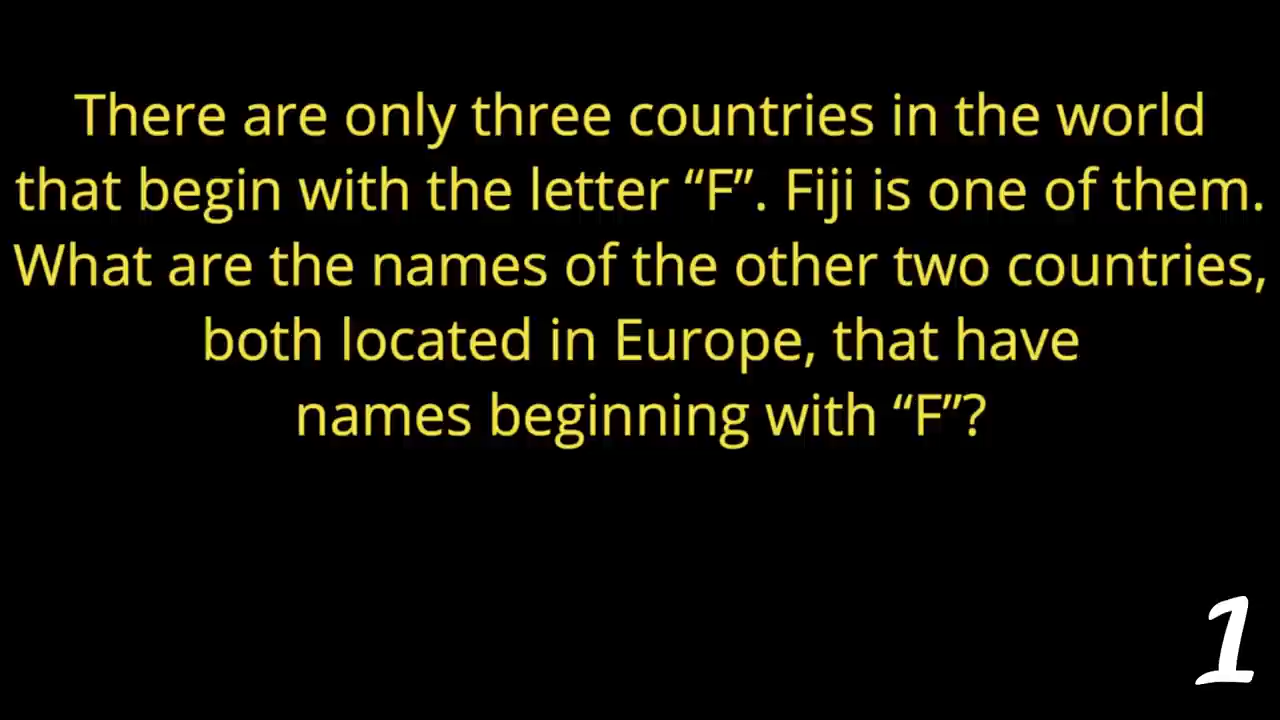 There are only three countries in the world
that begin with the letter “F”. Fiji is one of them.
What are the names of the other two countries,
both located in Europe, that have
names beginning with “F”?
1